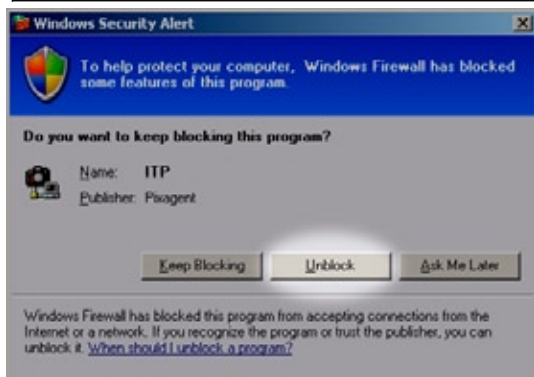 Windows Security Alert
To help protect your computer, Windows Firewall has blocked
some features of this program.
Do you want to keep blocking this program?
Name: ITP
Publisher: Pixagent
Keep Blocking
Unblock
Ask Me Later
Windows Firewall has blocked this program from accepting connections from the
Internet or a network. If you recognize the program or trust the publisher, you can
unblock it. When should I unblock a program?